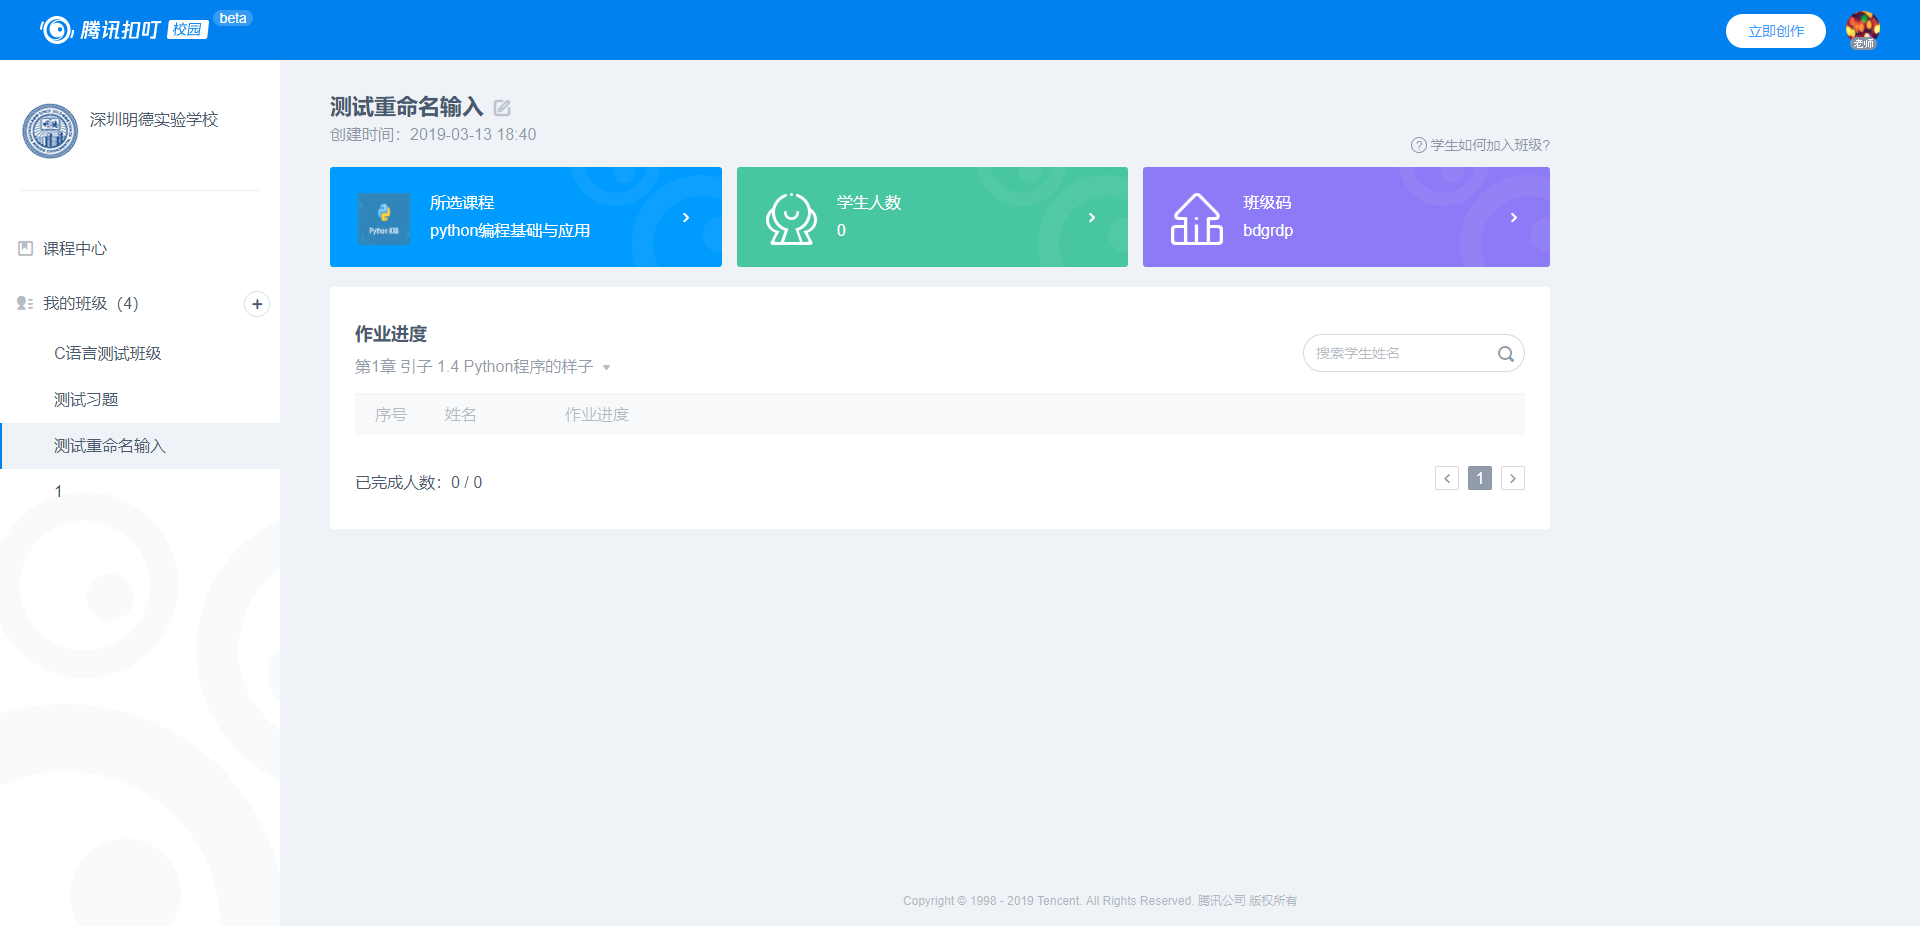 腾讯扣叮 校园 beta
立即创作
老师
深圳明德实验学校
课程中心
我的班级（4）
+
C语言测试班级
测试习题
测试重命名输入
1
测试重命名输入
创建时间：2019-03-13 18:40
? 学生如何加入班级?
Python 初级
所选课程
python编程基础与应用
学生人数
0
班级码
bdgrdp
作业进度
第1章 引子 1.4 Python程序的样子
搜索学生姓名
序号 姓名 作业进度
已完成人数：0 / 0
< 1 >
Copyright © 1998 - 2019 Tencent. All Rights Reserved. 腾讯公司 版权所有